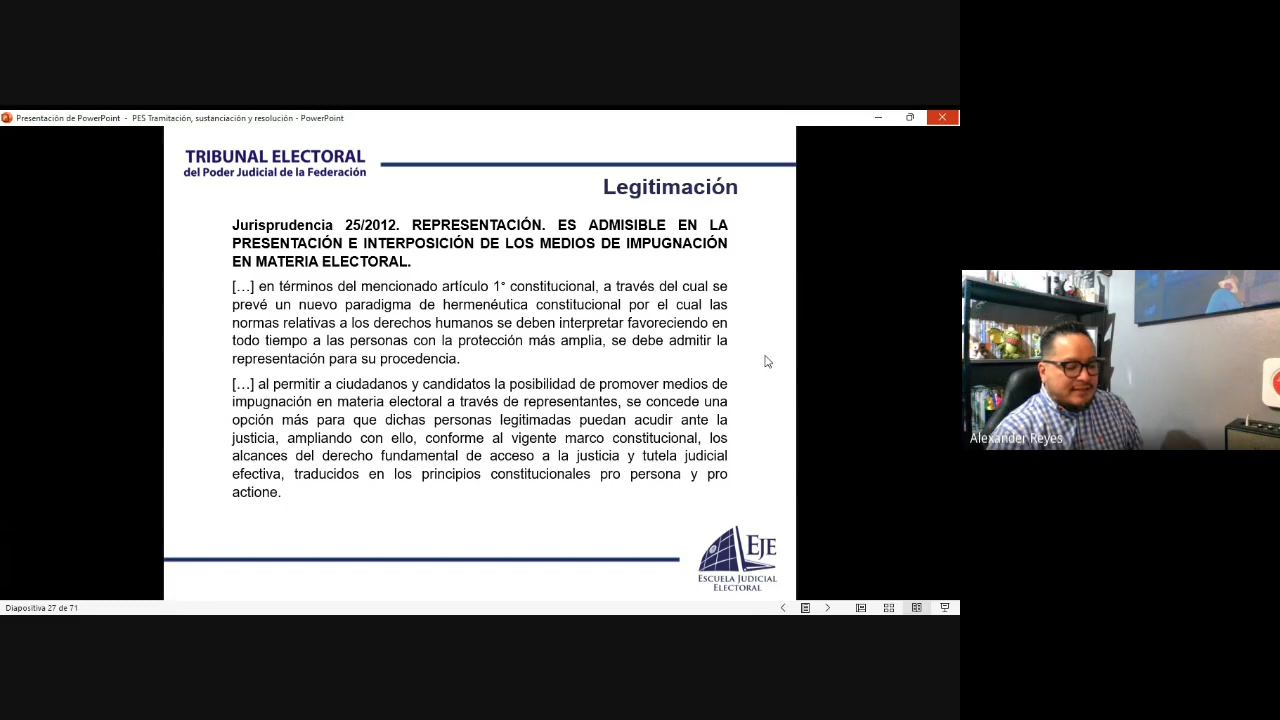 Presentación de PowerPoint - PES Tramitación, sustanciación y resolución - PowerPoint
TRIBUNAL ELECTORAL
del Poder Judicial de la Federación
Legitimación
Jurisprudencia 25/2012. REPRESENTACIÓN. ES ADMISIBLE EN LA
PRESENTACIÓN E INTERPOSICIÓN DE LOS MEDIOS DE IMPUGNACIÓN
EN MATERIA ELECTORAL.
[…] en términos del mencionado artículo 1° constitucional, a través del cual se
prevé un nuevo paradigma de hermenéutica constitucional por el cual las
normas relativas a los derechos humanos se deben interpretar favoreciendo en
todo tiempo a las personas con la protección más amplia, se debe admitir la
representación para su procedencia.
[…] al permitir a ciudadanos y candidatos la posibilidad de promover medios de
impugnación en materia electoral a través de representantes, se concede una
opción más para que dichas personas legitimadas puedan acudir ante la
justicia, ampliando con ello, conforme al vigente marco constitucional, los
alcances del derecho fundamental de acceso a la justicia y tutela judicial
efectiva, traducidos en los principios constitucionales pro persona y pro
actione.
EJE
ESCUELA JUDICIAL
ELECTORAL
Diapositiva 27 de 71
Alexander Reyes